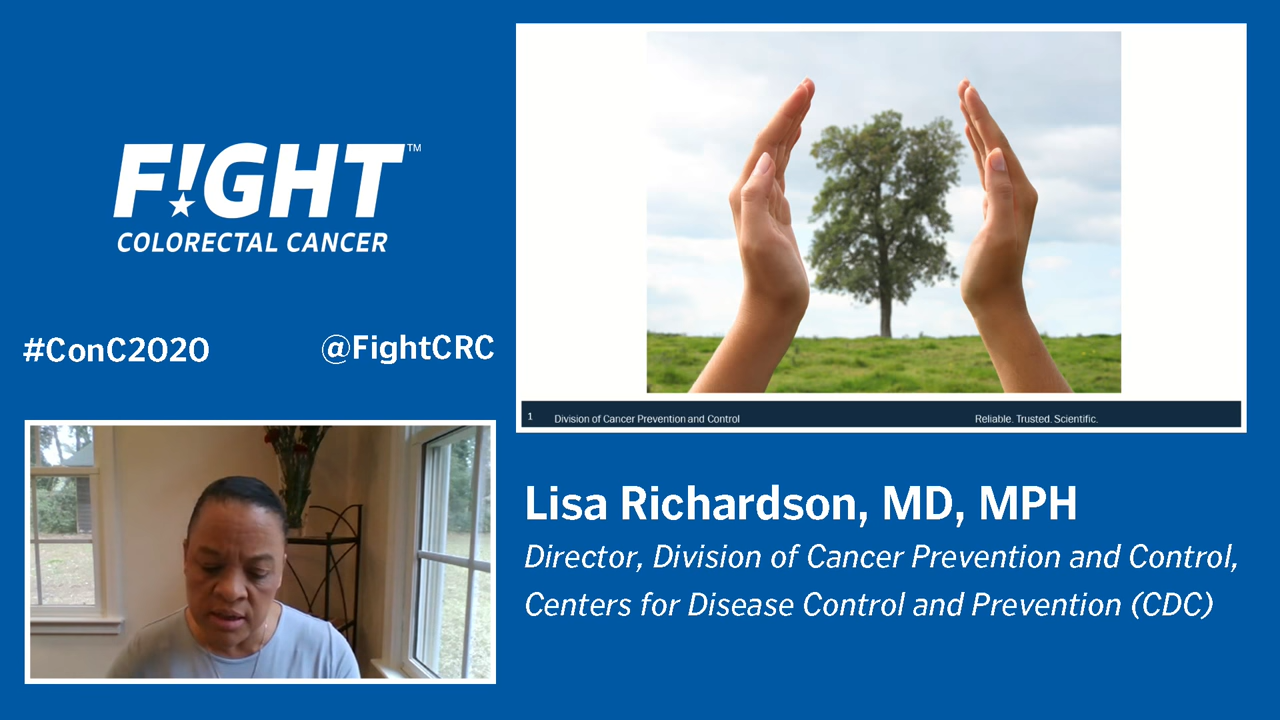 F!GHT™
COLORECTAL CANCER
#ConC2020
@FightCRC
1
Division of Cancer Prevention and Control
Reliable. Trusted. Scientific.
Lisa Richardson, MD, MPH
Director, Division of Cancer Prevention and Control,
Centers for Disease Control and Prevention (CDC)